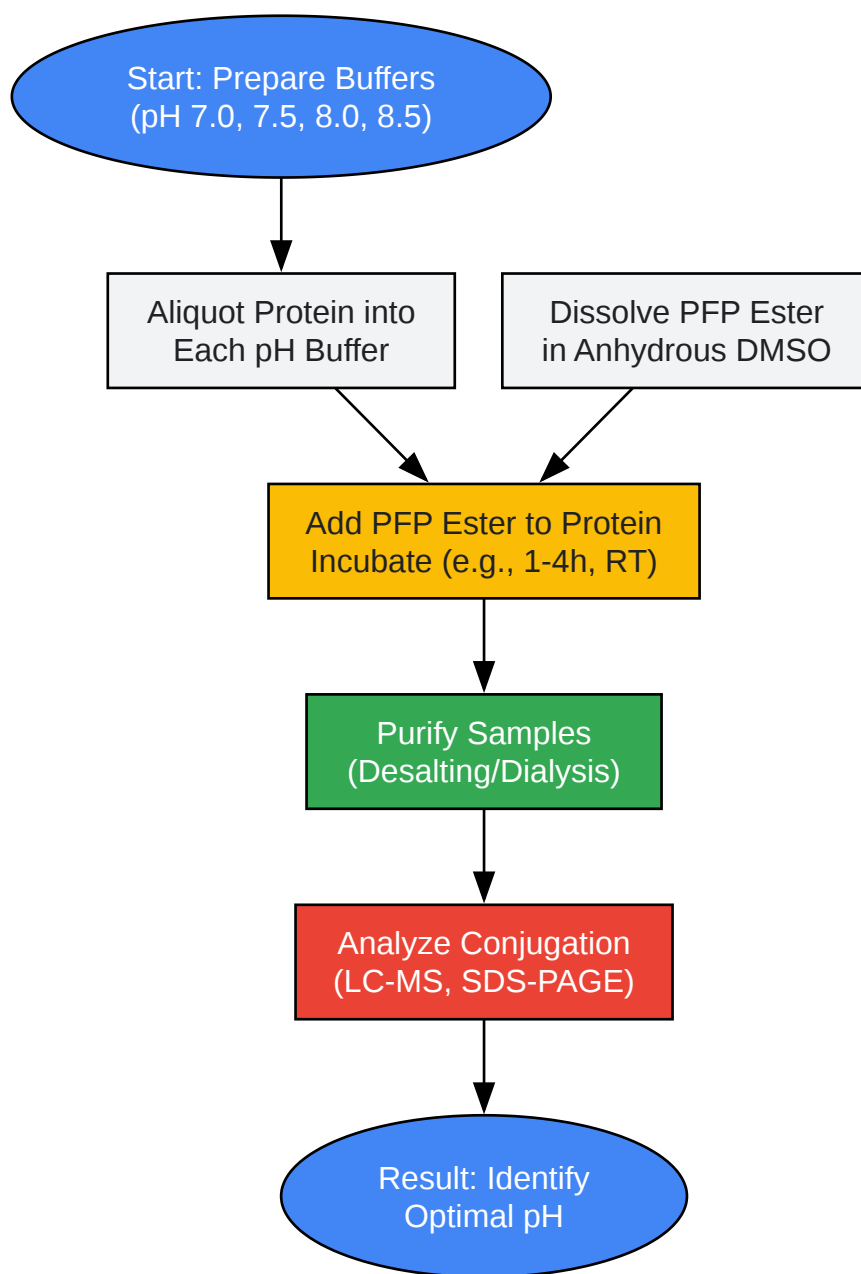 Start: Prepare Buffers
(pH 7.0, 7.5, 8.0, 8.5)
Aliquot Protein into
Each pH Buffer
Dissolve PFP Ester
in Anhydrous DMSO
Add PFP Ester to Protein
Incubate (e.g., 1-4h, RT)
Purify Samples
(Desalting/Dialysis)
Analyze Conjugation
(LC-MS, SDS-PAGE)
Result: Identify
Optimal pH